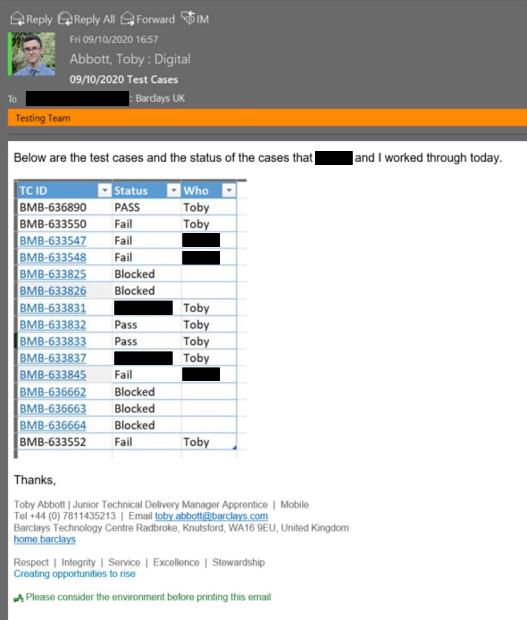 Reply Reply All Forward IM
Fri 09/10/2020 16:57
Abbott, Toby : Digital
09/10/2020 Test Cases
To : Barclays UK
Testing Team
Below are the test cases and the status of the cases that and I worked through today.
TC ID Status Who
BMB-636890 PASS Toby
BMB-633550 Fail Toby
BMB-633547 Fail
BMB-633548 Fail
BMB-633825 Blocked
BMB-633826 Blocked
BMB-633831 Toby
BMB-633832 Pass Toby
BMB-633833 Pass Toby
BMB-633837 Toby
BMB-633845 Fail
BMB-636662 Blocked
BMB-636663 Blocked
BMB-636664 Blocked
BMB-633552 Fail Toby
Thanks,
Toby Abbott | Junior Technical Delivery Manager Apprentice | Mobile
Tel +44 (0) 7811435213 | Email toby.abbott@barclays.com
Barclays Technology Centre Radbroke, Knutsford, WA16 9EU, United Kingdom
home.barclays
Respect | Integrity | Service | Excellence | Stewardship
Creating opportunities to rise
Please consider the environment before printing this email